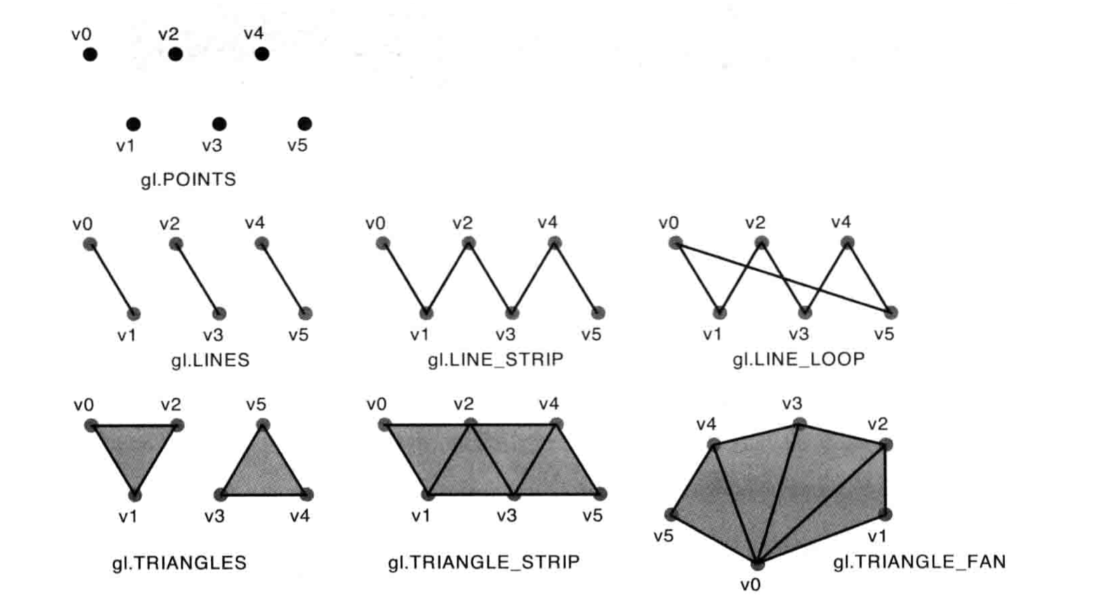 v0 v2 v4
v1 v3 v5
gl.POINTS
v0 v2 v4 v0 v2 v4 v0 v2 v4
v1 v3 v5 v1 v3 v5 v1 v3 v5
gl.LINES gl.LINE_STRIP gl.LINE_LOOP
v0 v2 v5 v0 v2 v4 v3
v4 v2
v1 v3 v4 v1 v3 v5
v5 v1
gl.TRIANGLES gl.TRIANGLE_STRIP gl.TRIANGLE_FAN
v0